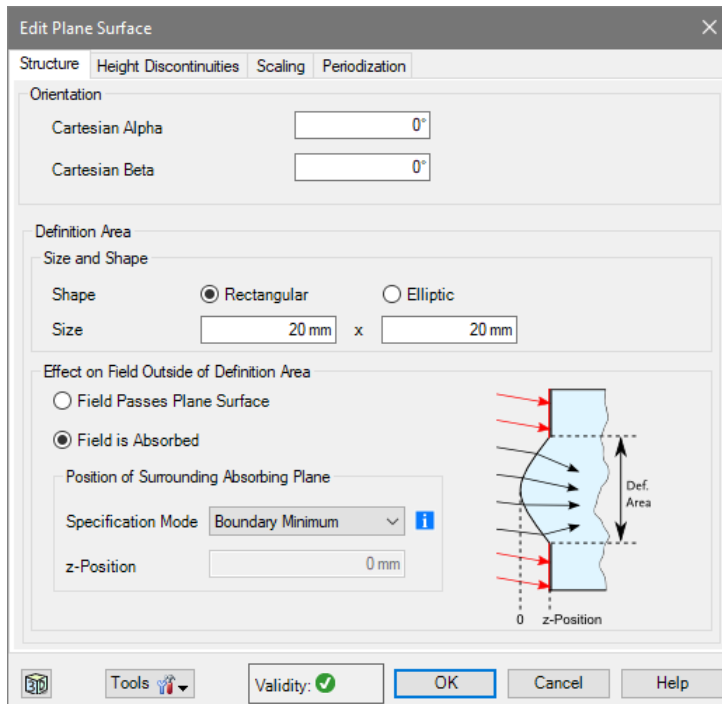 Edit Plane Surface
Structure Height Discontinuities Scaling Periodization
Orientation
Cartesian Alpha 0°
Cartesian Beta 0°
Definition Area
Size and Shape
Shape Rectangular Elliptic
Size 20 mm x 20 mm
Effect on Field Outside of Definition Area
Field Passes Plane Surface
Field is Absorbed
Position of Surrounding Absorbing Plane
Specification Mode Boundary Minimum i
z-Position 0 mm
Def.
Area
0 z-Position
3D Tools Validity: OK Cancel Help